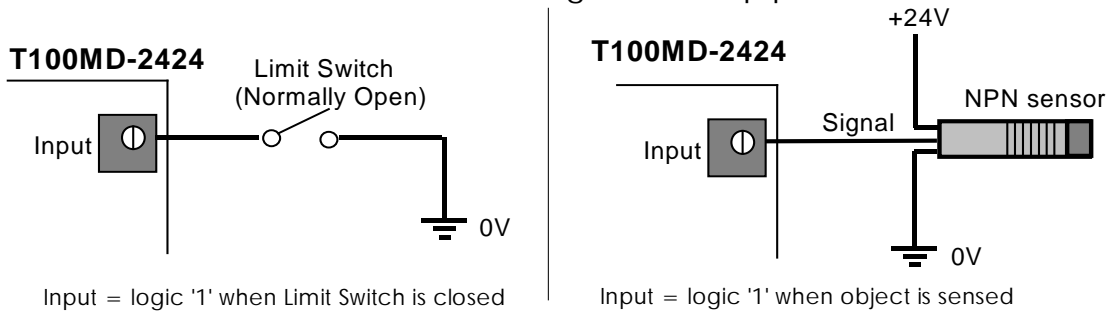 T100MD-2424
Limit Switch
(Normally Open)
Input
0V
Input = logic '1' when Limit Switch is closed
+24V
T100MD-2424
NPN sensor
Signal
Input
0V
Input = logic '1' when object is sensed